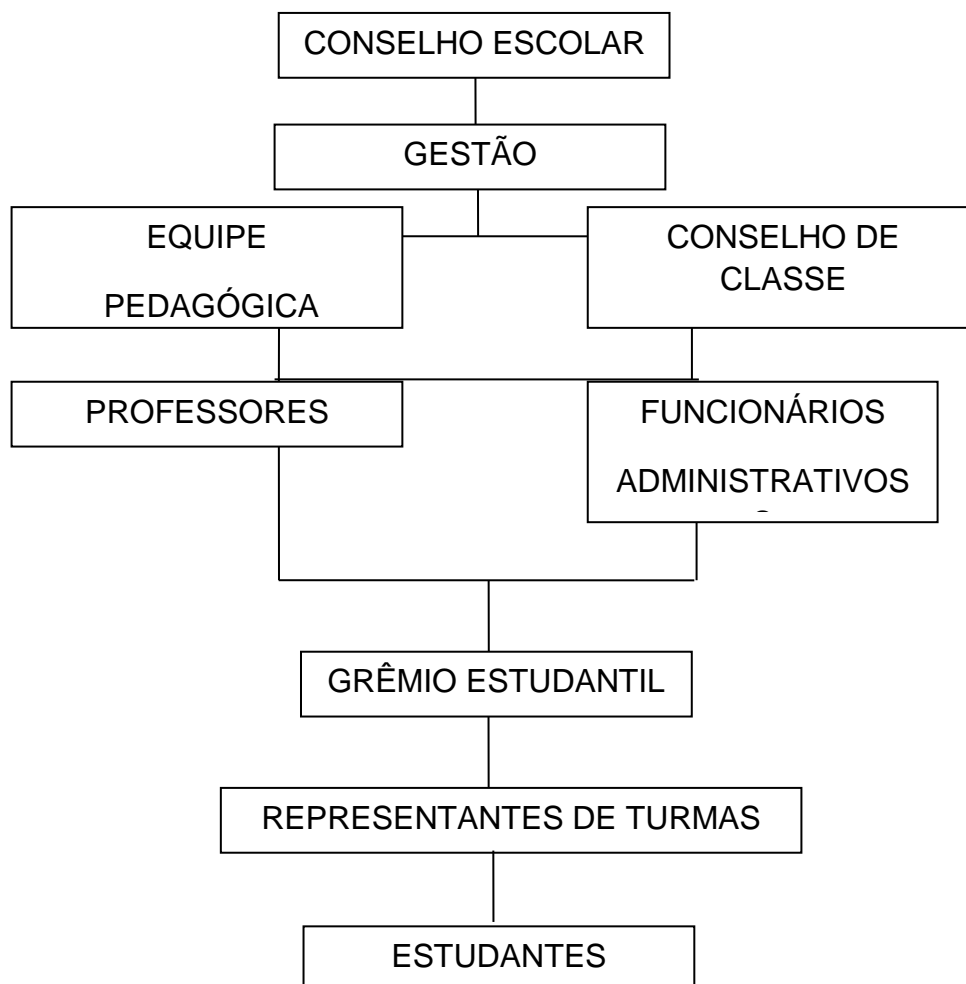 CONSELHO ESCOLAR
GESTÃO
EQUIPE
PEDAGÓGICA
CONSELHO DE
CLASSE
PROFESSORES
FUNCIONÁRIOS
ADMINISTRATIVOS
GRÊMIO ESTUDANTIL
REPRESENTANTES DE TURMAS
ESTUDANTES